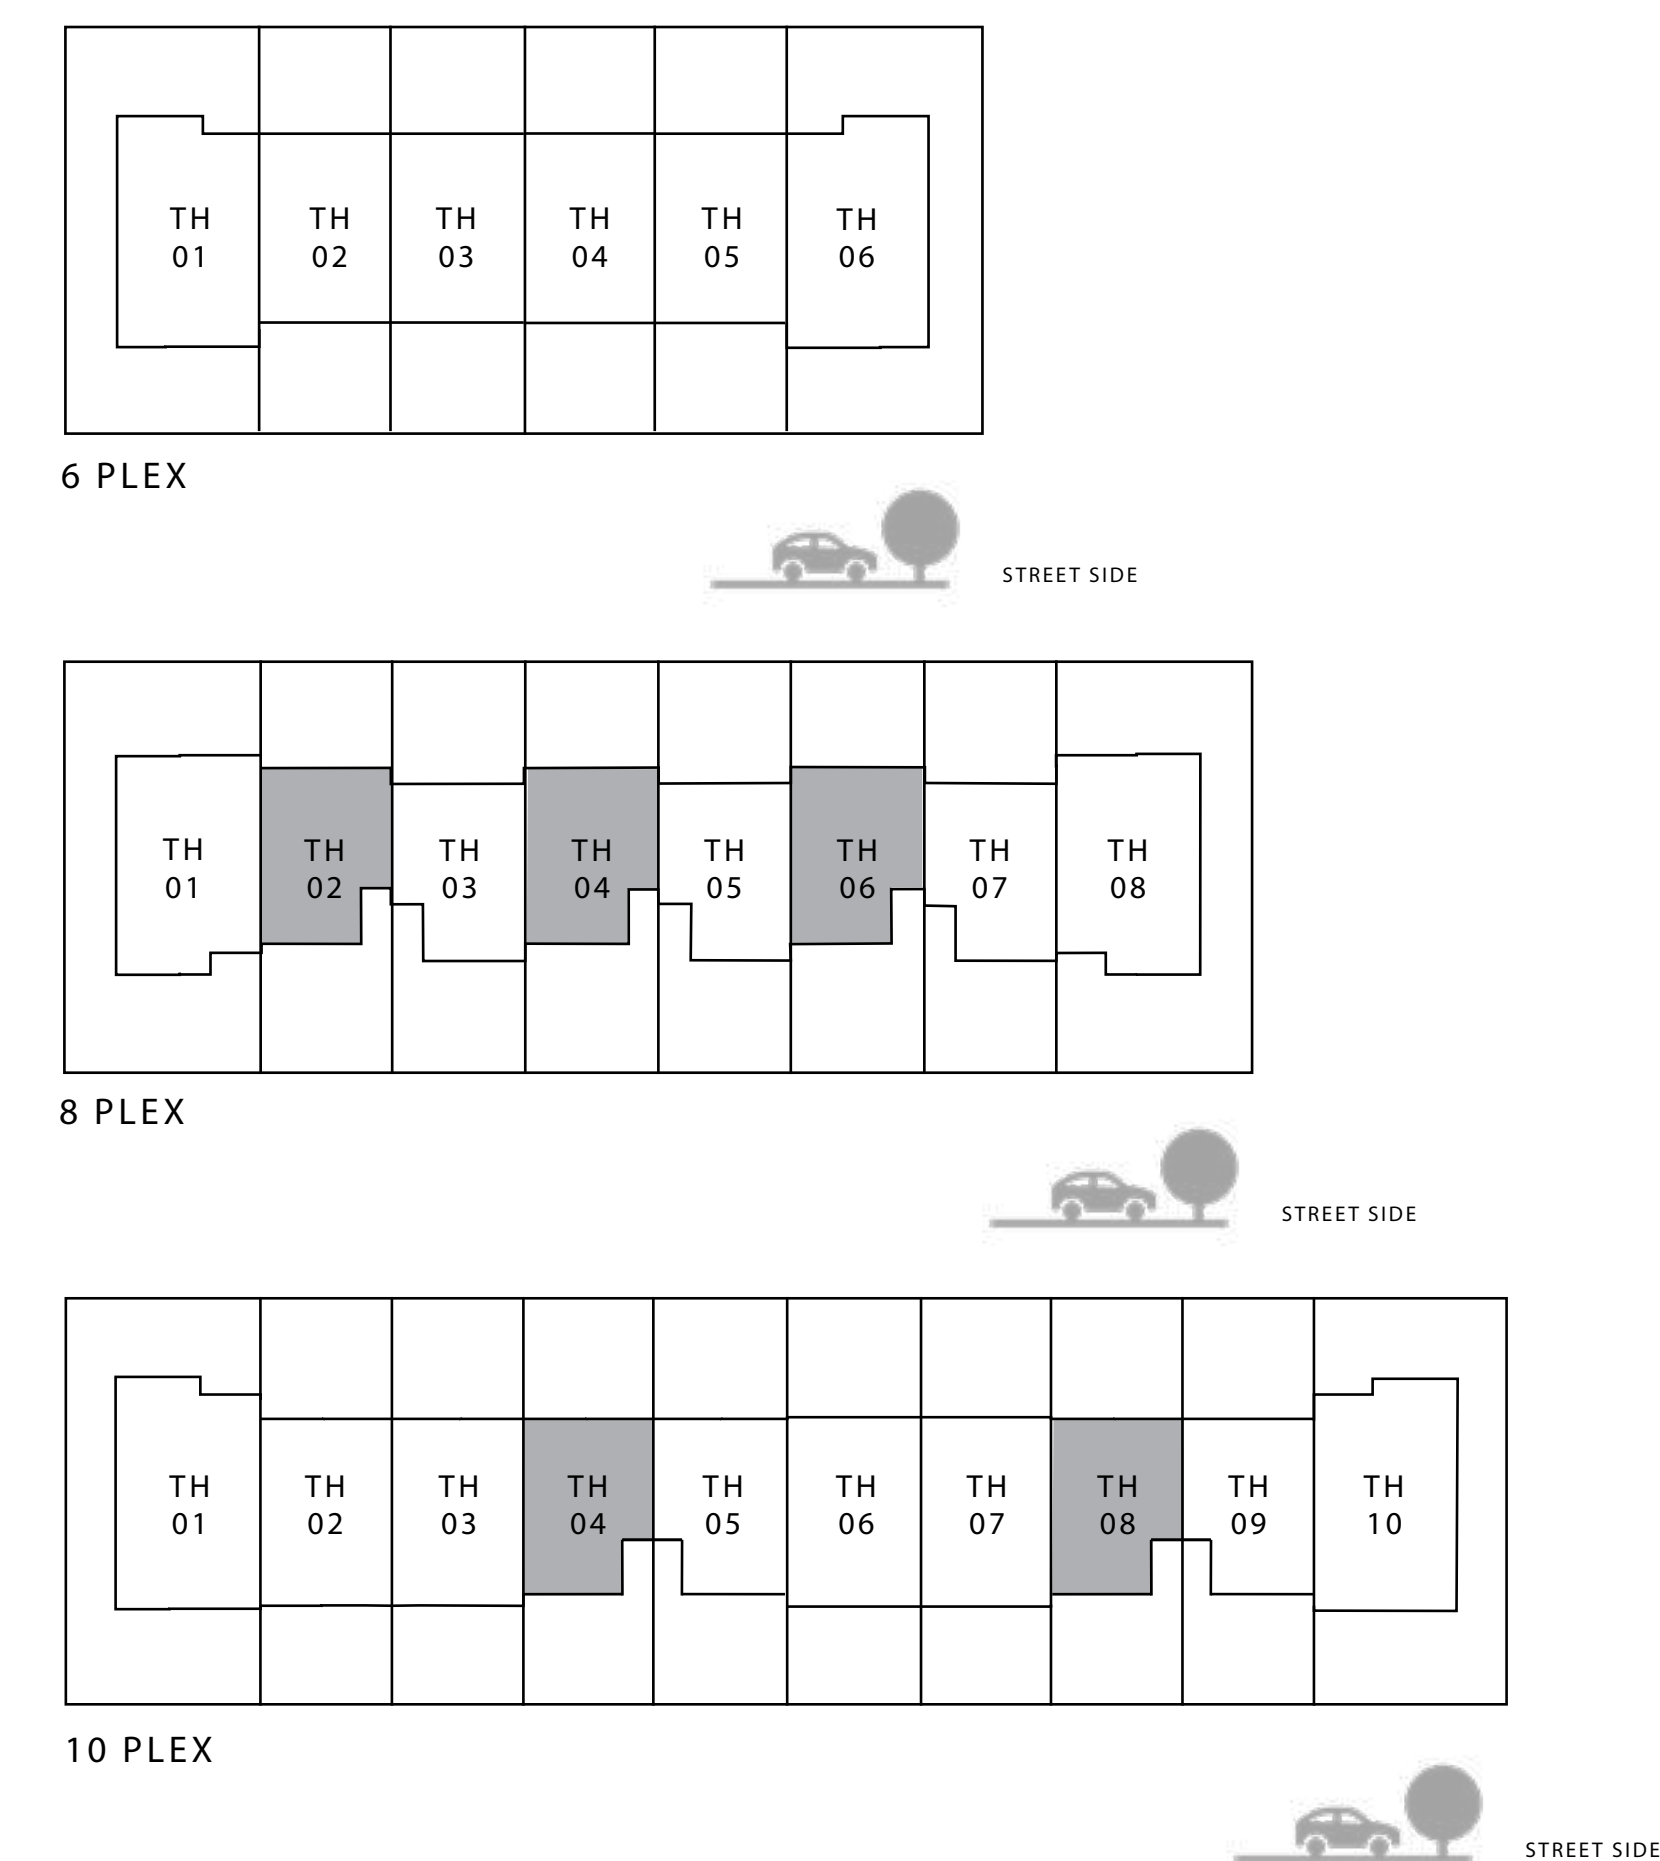 TH TH TH TH TH TH
01 02 03 04 05 06
6 PLEX
STREET SIDE
TH TH TH TH TH TH TH TH
01 02 03 04 05 06 07 08
8 PLEX
STREET SIDE
TH TH TH TH TH TH TH TH TH TH
01 02 03 04 05 06 07 08 09 10
10 PLEX
STREET SIDE